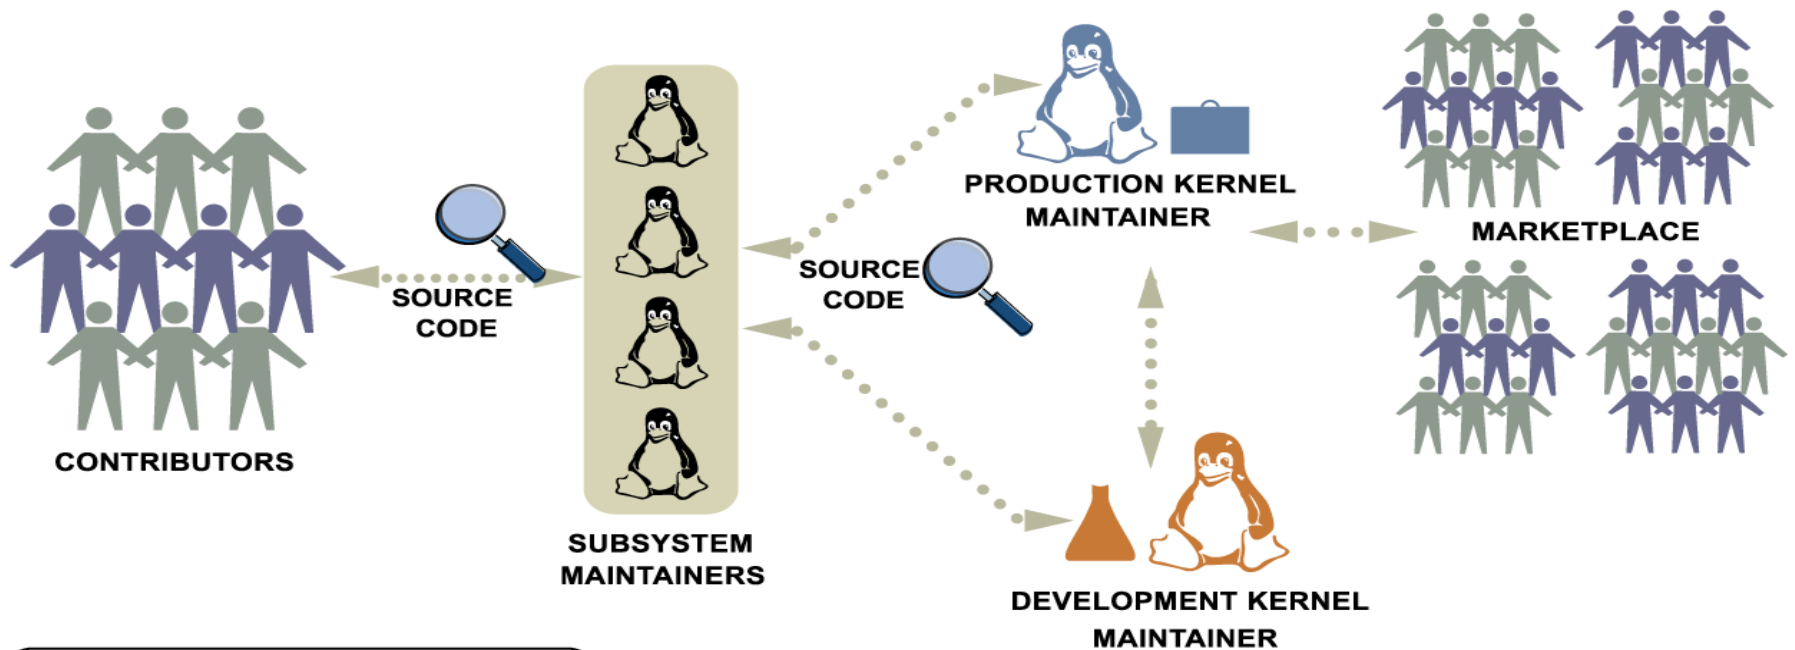 CONTRIBUTORS
SOURCE
CODE
SUBSYSTEM
MAINTAINERS
SOURCE
CODE
PRODUCTION KERNEL
MAINTAINER
DEVELOPMENT KERNEL
MAINTAINER
MARKETPLACE